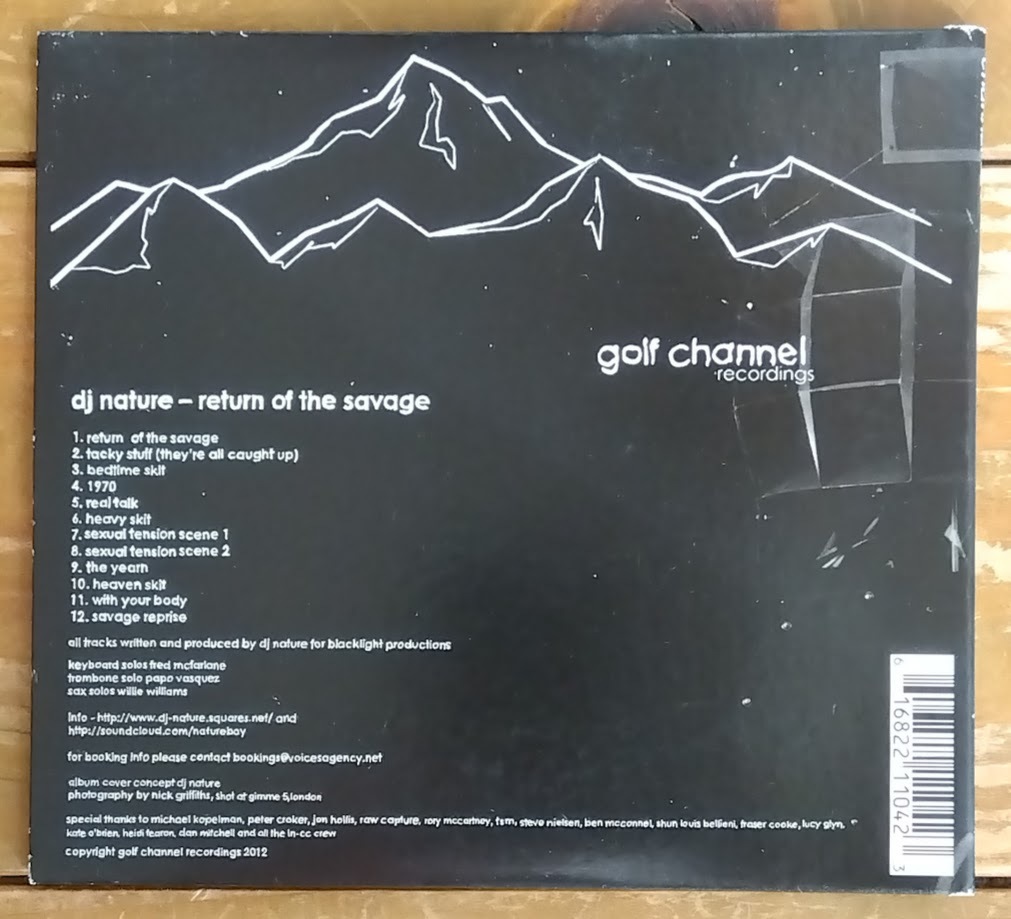 golf channel
recordings
dj nature – return of the savage
1. return of the savage
2. tacky stuff (they're all caught up)
3. bedtime skit
4. 1970
5. real talk
6. heavy skit
7. sexual tension scene 1
8. sexual tension scene 2
9. the yearn
10. heaven skit
11. with your body
12. savage reprise
all tracks written and produced by dj nature for blacklight productions
keyboard solos fred mcfarlane
trombone solo papo vasquez
sax solos willie williams
info - http://www.dj-nature.squares.net/ and
http://soundcloud.com/natureboy
for booking info please contact bookings@voicesagency.net
album cover concept dj nature
photography by nick griffiths, shot at gimme 5, london
special thanks to michael kopelman, peter croker, jon hollis, raw capture, rory mccartney, fsm, steve nielsen, ben mcconnel, shun louis bellieni, fraser cooke, lucy glyn,
kate o'brien, heidi fearon, dan mitchell and all the ln-cc crew
copyright golf channel recordings 2012
6 16822 11042 3